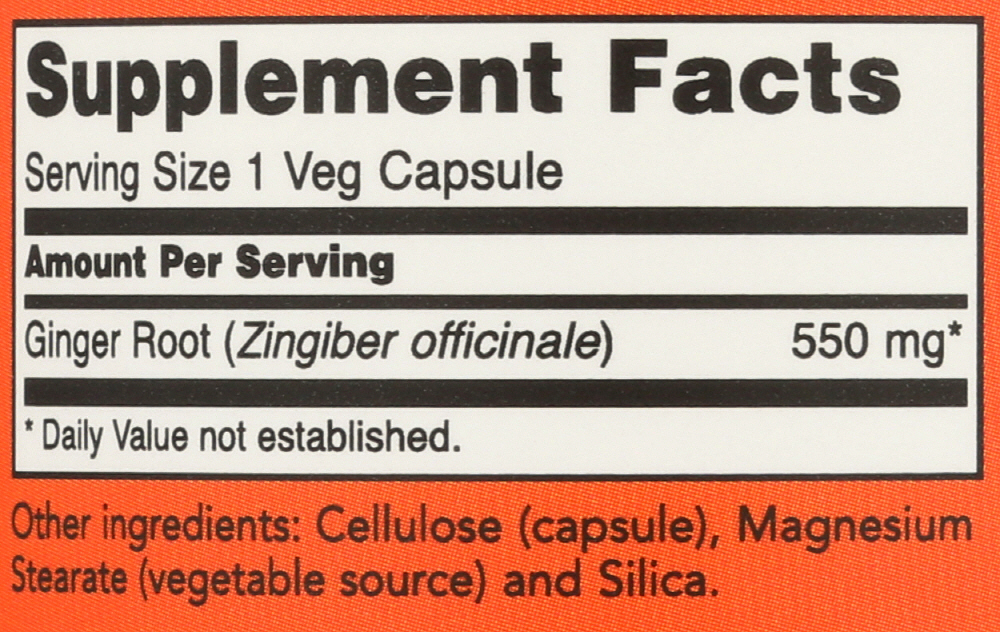 Supplement Facts
Serving Size 1 Veg Capsule
Amount Per Serving
Ginger Root (Zingiber officinale) 550 mg*
* Daily Value not established.
Other ingredients: Cellulose (capsule), Magnesium
Stearate (vegetable source) and Silica.